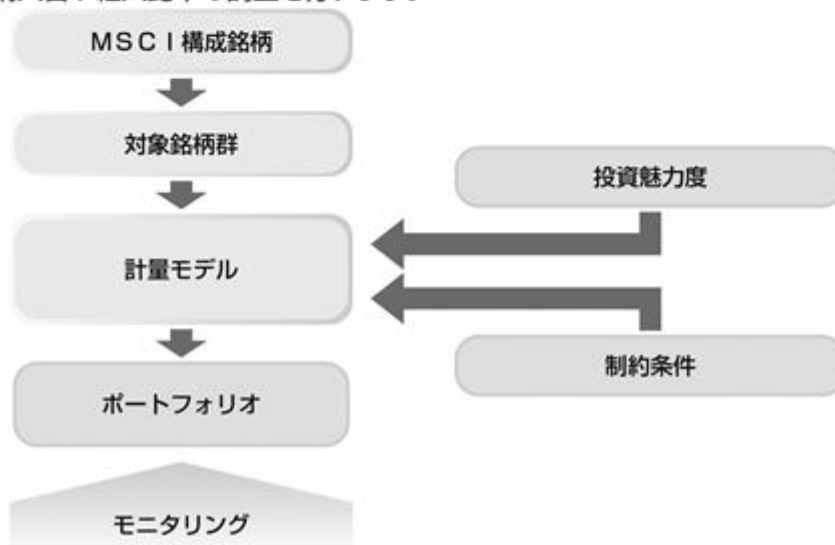 MSCI構成銘柄
対象銘柄群
投資魅力度
計量モデル
制約条件
ポートフォリオ
モニタリング